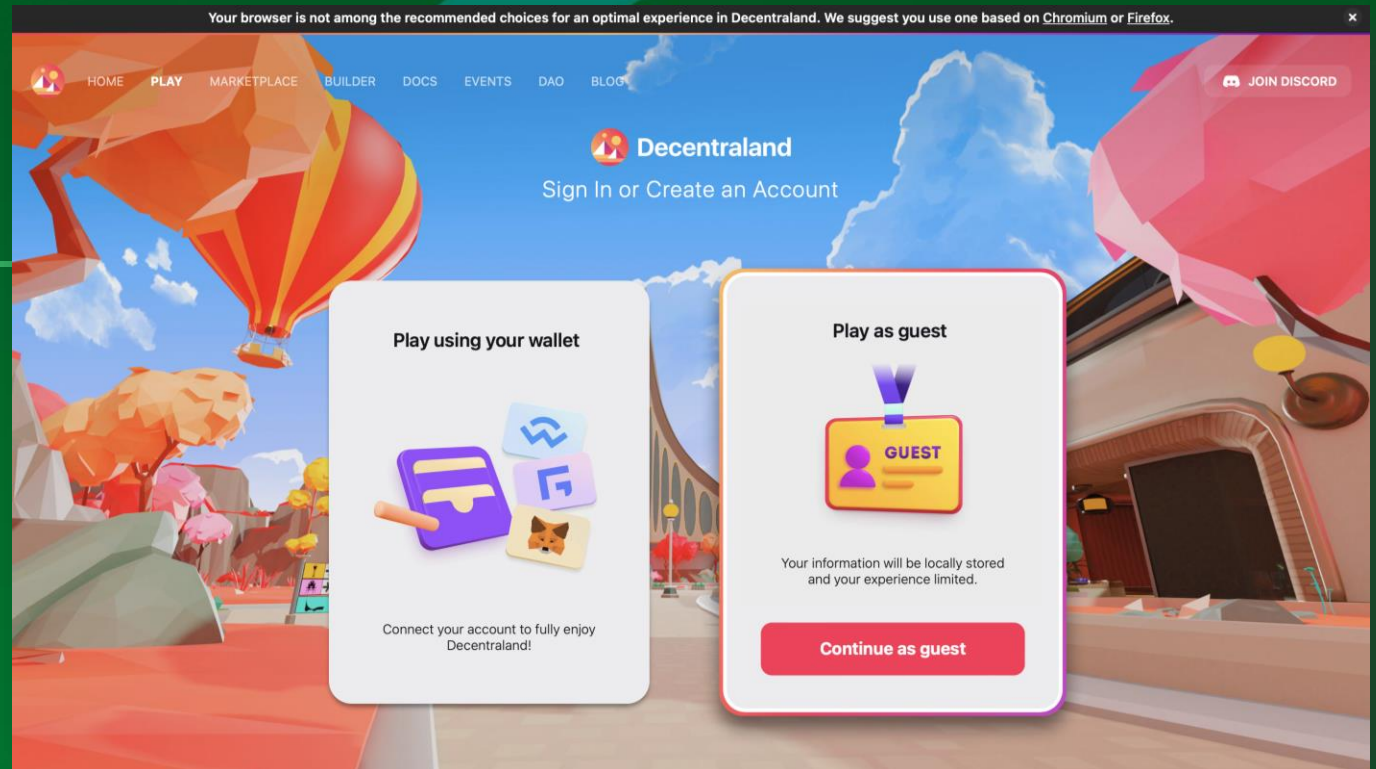 Your browser is not among the recommended choices for an optimal experience in Decentraland. We suggest you use one based on Chromium or Firefox.
HOME PLAY MARKETPLACE BUILDER DOCS EVENTS DAO BLOG JOIN DISCORD
Decentraland
Sign In or Create an Account
Play using your wallet
Connect your account to fully enjoy
Decentraland!
Play as guest
GUEST
Your information will be locally stored
and your experience limited.
Continue as guest